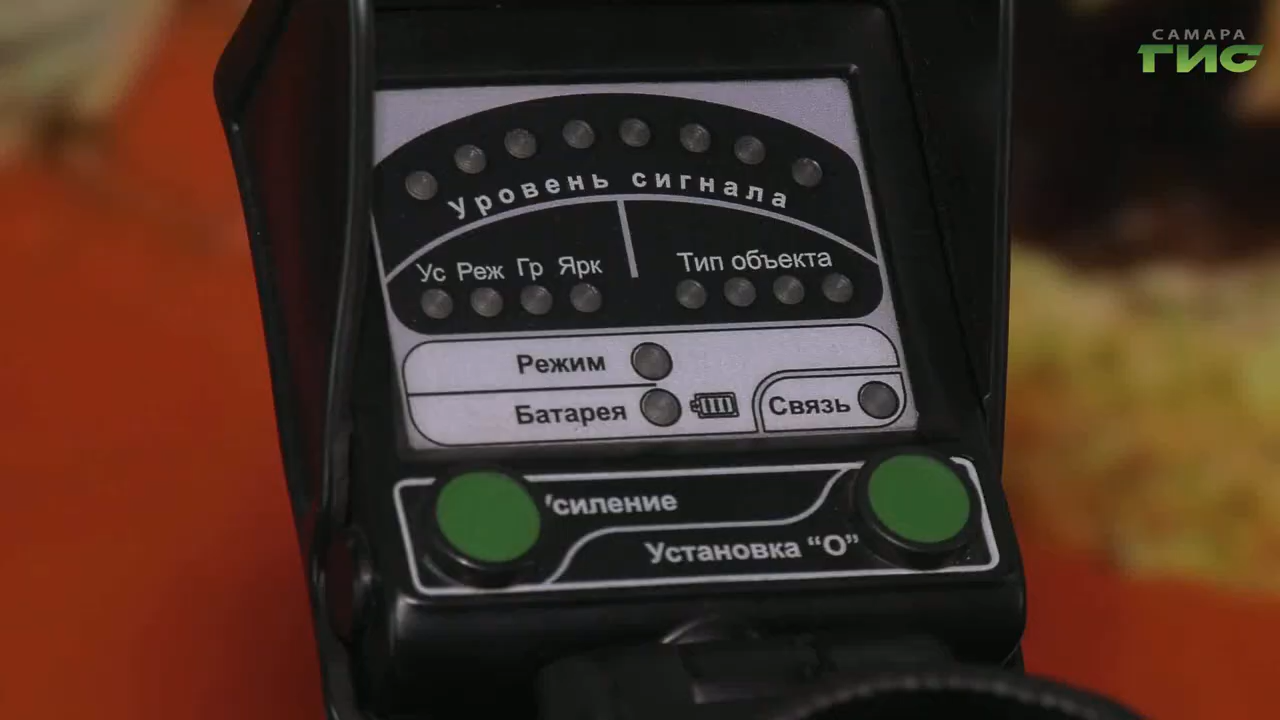 САМАРА
ГИС
Уровень сигнала
Ус Реж Гр Ярк
Тип объекта
Режим
Батарея
Связь
силение
Установка “О”